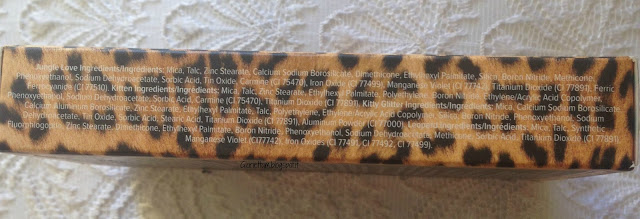 Jungle Love Ingredients/Ingredients: Mica, Talc, Zinc Stearate, Calcium Sodium Borosilicate, Dimethicone, Ethylhexyl Palmitate, Silica, Boron Nitride, Methicone,
Phenoxyethanol, Sodium Dehydroacetate, Sorbic Acid, Tin Oxide, Carmine (CI 75470), Iron Oxide (CI 77499), Manganese Violet (CI 77742), Titanium Dioxide (CI 77891), Ferric
Ferrocyanide (CI 77510). Kitten Ingredients/Ingredients: Mica, Talc, Zinc Stearate, Ethylhexyl Palmitate, Polyethylene, Boron Nitride, Ethylene/Acrylic Acid Copolymer,
Phenoxyethanol, Sodium Dehydroacetate, Sorbic Acid, Carmine (CI 75470), Titanium Dioxide (CI 77891). Kitty Glitter Ingredients/Ingredients: Mica, Calcium Sodium Borosilicate,
Calcium Aluminum Borosilicate, Zinc Stearate, Ethylhexyl Palmitate, Talc, Polyethylene, Ethylene Acrylic Acid Copolymer, Silica, Boron Nitride, Phenoxyethanol, Sodium
Dehydroacetate, Tin Oxide, Sorbic Acid, Stearic Acid, Titanium Dioxide (CI 77891), Aluminum Powder (CI 77000). Leopard Ingredients/Ingredients: Mica, Talc, Synthetic
Fluorphlogopite, Zinc Stearate, Dimethicone, Ethylhexyl Palmitate, Boron Nitride, Phenoxyethanol, Sodium Dehydroacetate, Methicone, Sorbic Acid, Titanium Dioxide (CI 77891),
Manganese Violet (CI77742), Iron Oxides (CI 77491, CI 77492, CI 77499).